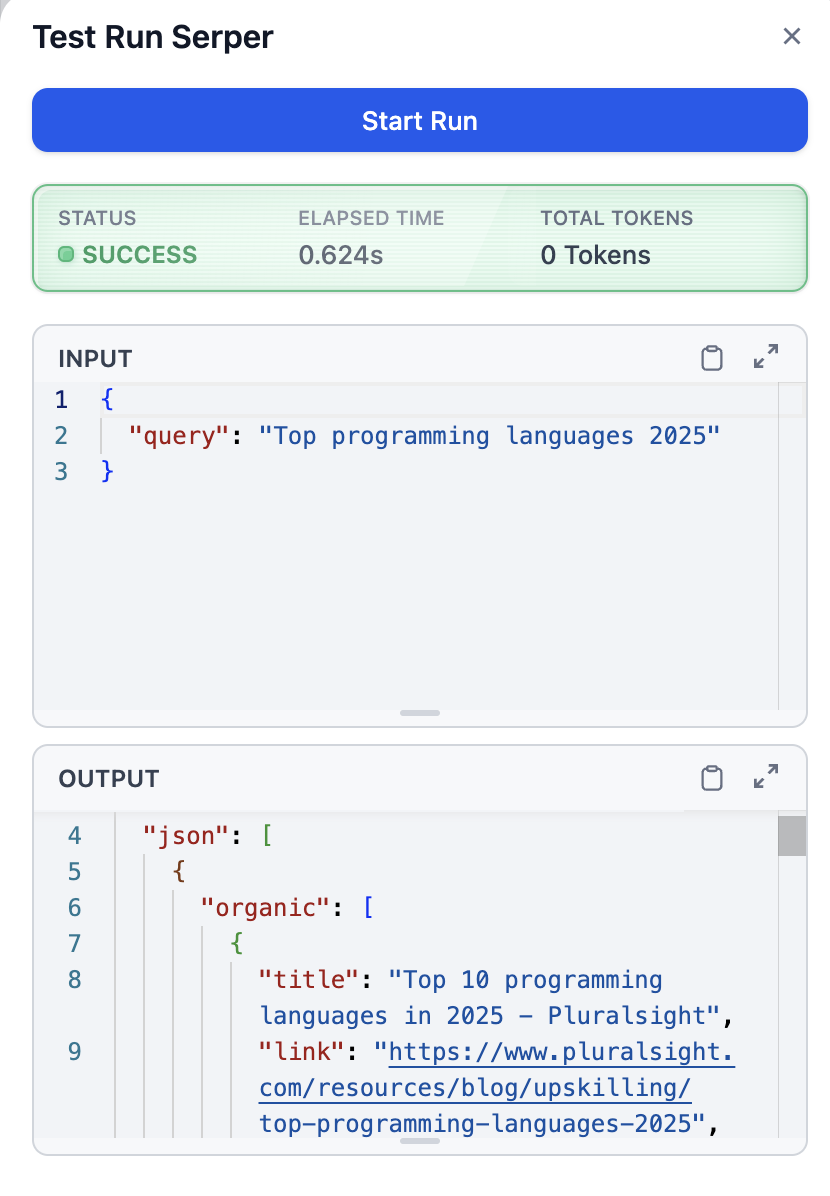 Test Run Serper
Start Run
STATUS
ELAPSED TIME
TOTAL TOKENS
SUCCESS
0.624s
0 Tokens
INPUT
1 {
2 "query": "Top programming languages 2025"
3 }
OUTPUT
4 "json": [
5 {
6 "organic": [
7 {
8 "title": "Top 10 programming
languages in 2025 – Pluralsight",
9 "link": "https://www.pluralsight.
com/resources/blog/upskilling/
top-programming-languages-2025",